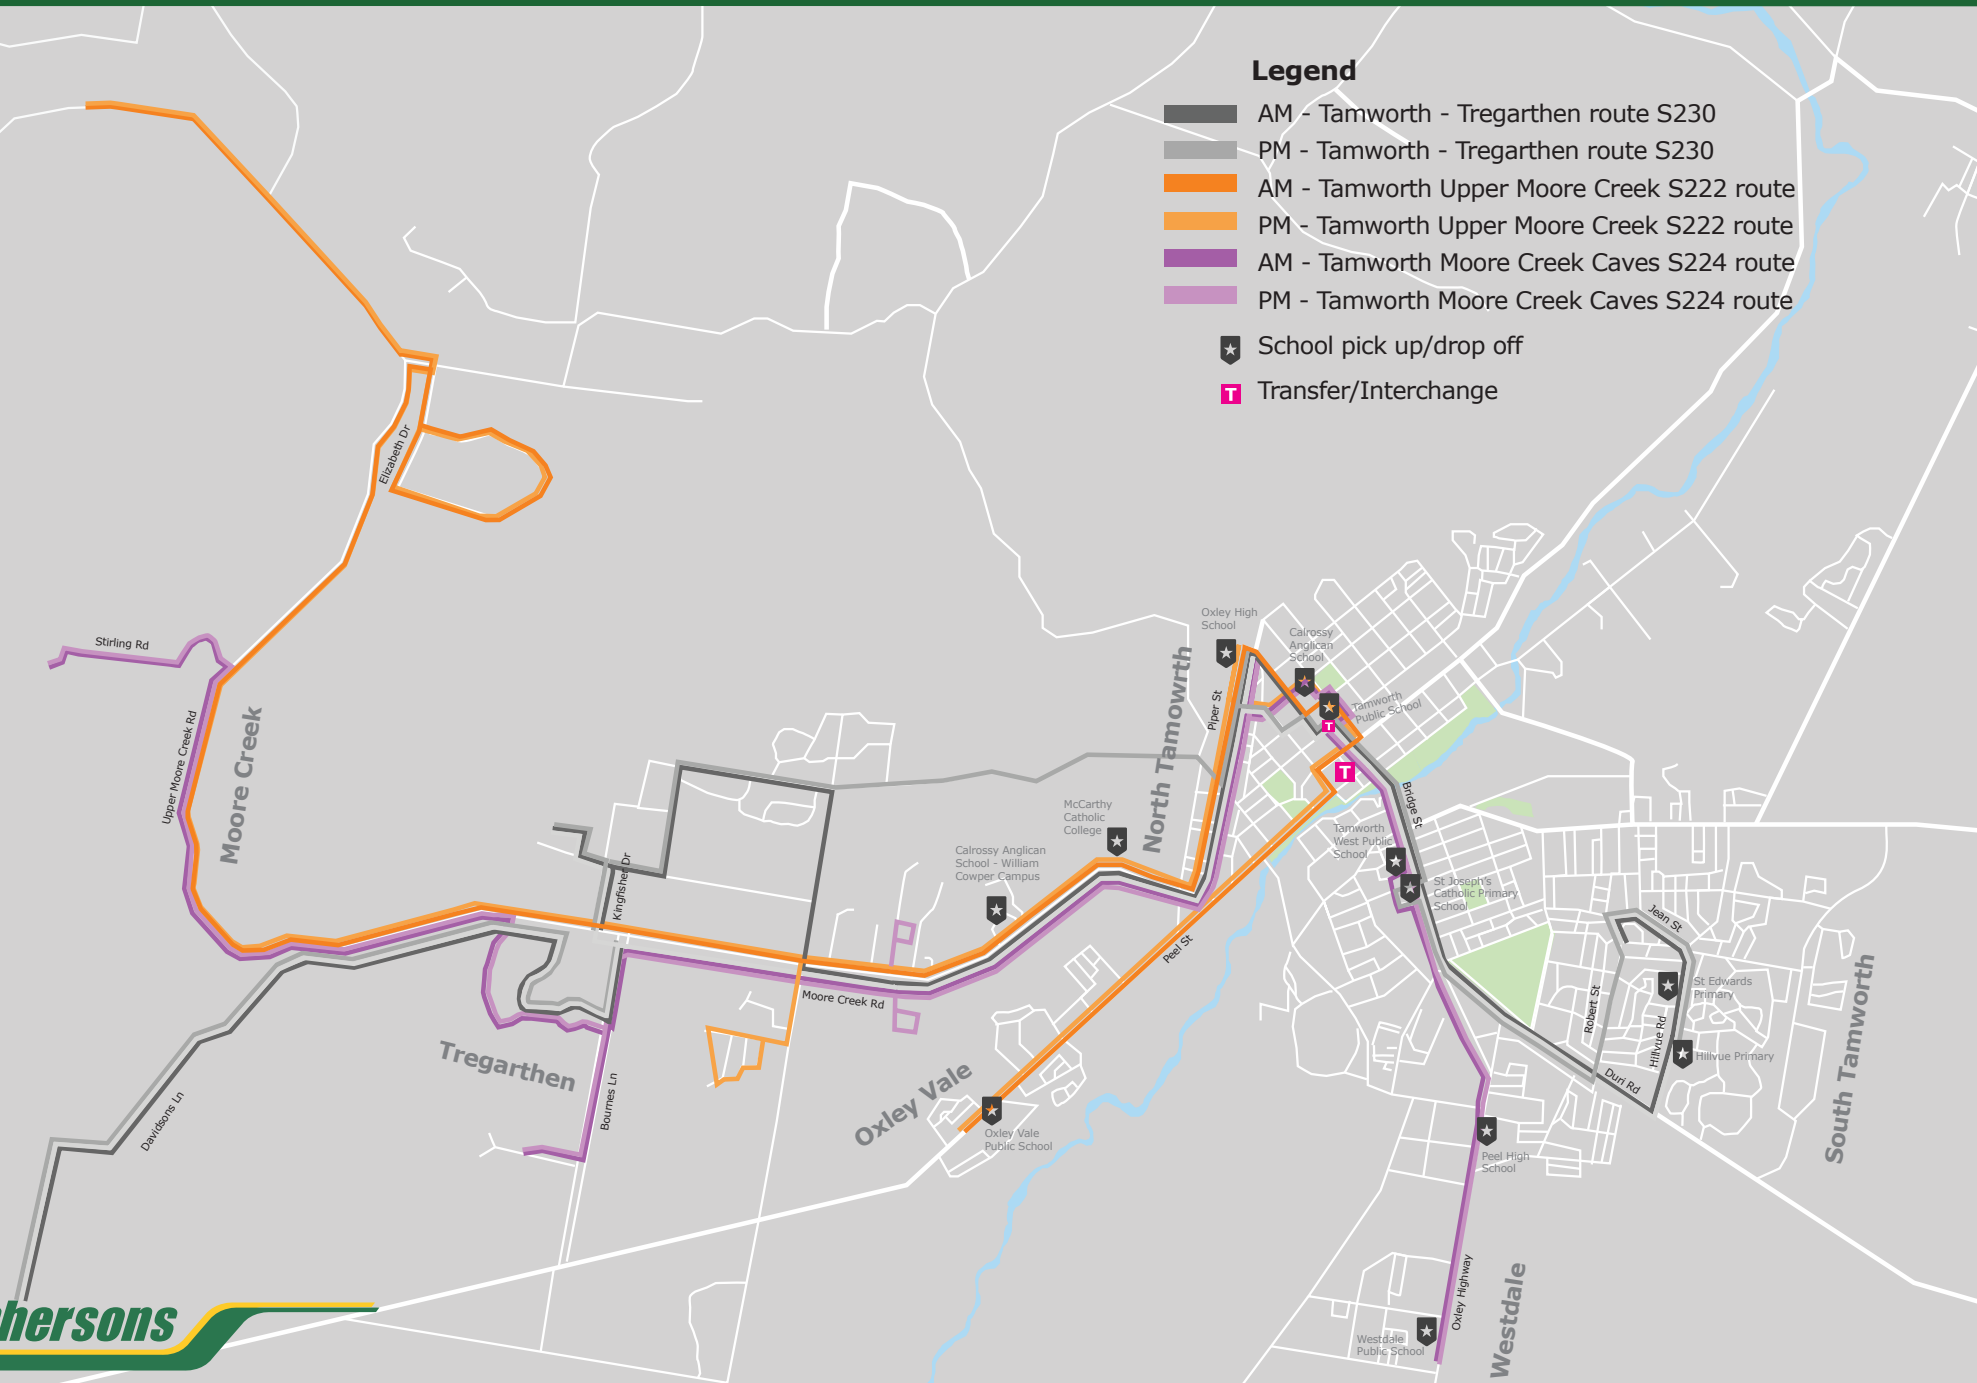 Legend
AM - Tamworth - Tregarthen route S230
PM - Tamworth - Tregarthen route S230
AM - Tamworth Upper Moore Creek S222 route
PM - Tamworth Upper Moore Creek S222 route
AM - Tamworth Moore Creek Caves S224 route
PM - Tamworth Moore Creek Caves S224 route
School pick up/drop off
T
Transfer/Interchange
Elizabeth Dr
Stirling Rd
Upper Moore Creek Rd
Moore Creek
Oxley High
School
Calrossy
Anglican
School
Piper St
North Tamowrth
Tamworth
Public School
T
T
McCarthy
Catholic
College
Calrossy Anglican
School - William
Cowper Campus
Bridge St
Tamworth
West Public
School
St Joseph's
Catholic Primary
School
Kingfisher Dr
Peel St
Moore Creek Rd
Jean St
Robert St
St Edwards
Primary
Hillvue Rd
Hillvue Primary
Duri Rd
South Tamworth
Tregarthen
Bournes Ln
Davidsons Ln
Oxley Vale
Oxley Vale
Public School
Peel High
School
Oxley Highway
Westdale
Westdale
Public School
hersons